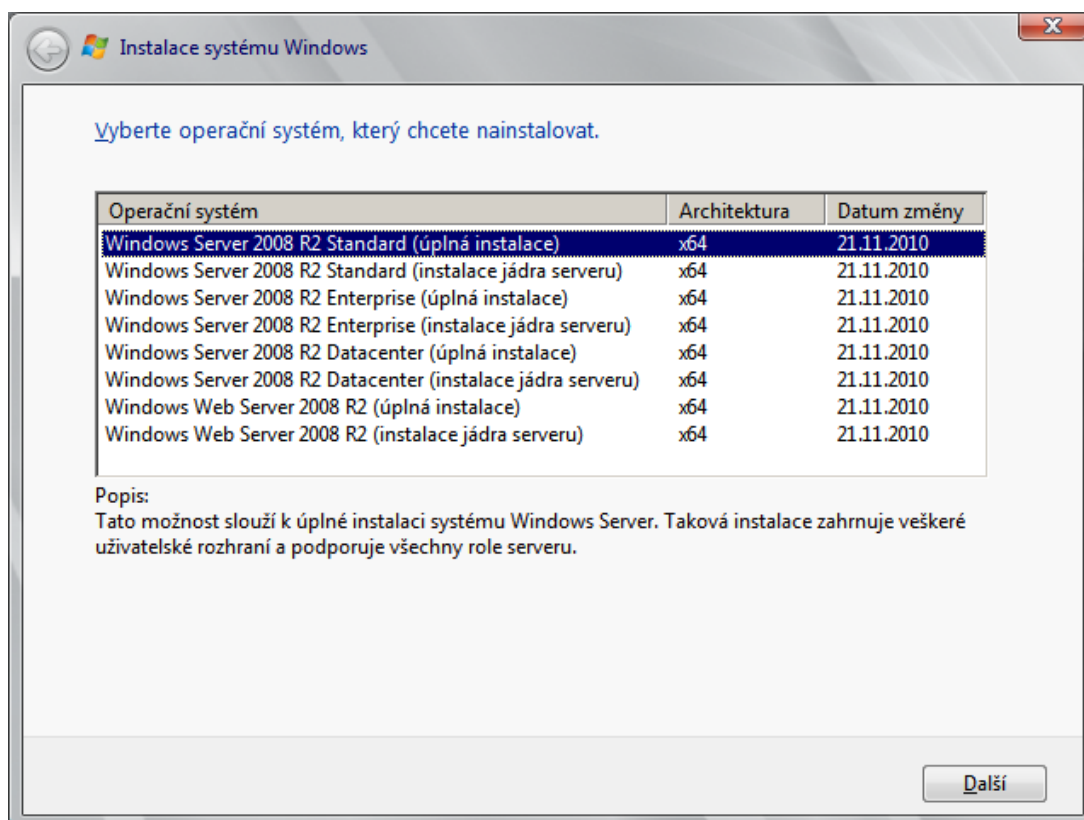 Instalace systému Windows
Vyberte operační systém, který chcete nainstalovat.
Operační systém Architektura Datum změny
Windows Server 2008 R2 Standard (úplná instalace) x64 21.11.2010
Windows Server 2008 R2 Standard (instalace jádra serveru) x64 21.11.2010
Windows Server 2008 R2 Enterprise (úplná instalace) x64 21.11.2010
Windows Server 2008 R2 Enterprise (instalace jádra serveru) x64 21.11.2010
Windows Server 2008 R2 Datacenter (úplná instalace) x64 21.11.2010
Windows Server 2008 R2 Datacenter (instalace jádra serveru) x64 21.11.2010
Windows Web Server 2008 R2 (úplná instalace) x64 21.11.2010
Windows Web Server 2008 R2 (instalace jádra serveru) x64 21.11.2010
Popis:
Tato možnost slouží k úplné instalaci systému Windows Server. Taková instalace zahrnuje veškeré
uživatelské rozhraní a podporuje všechny role serveru.
Další